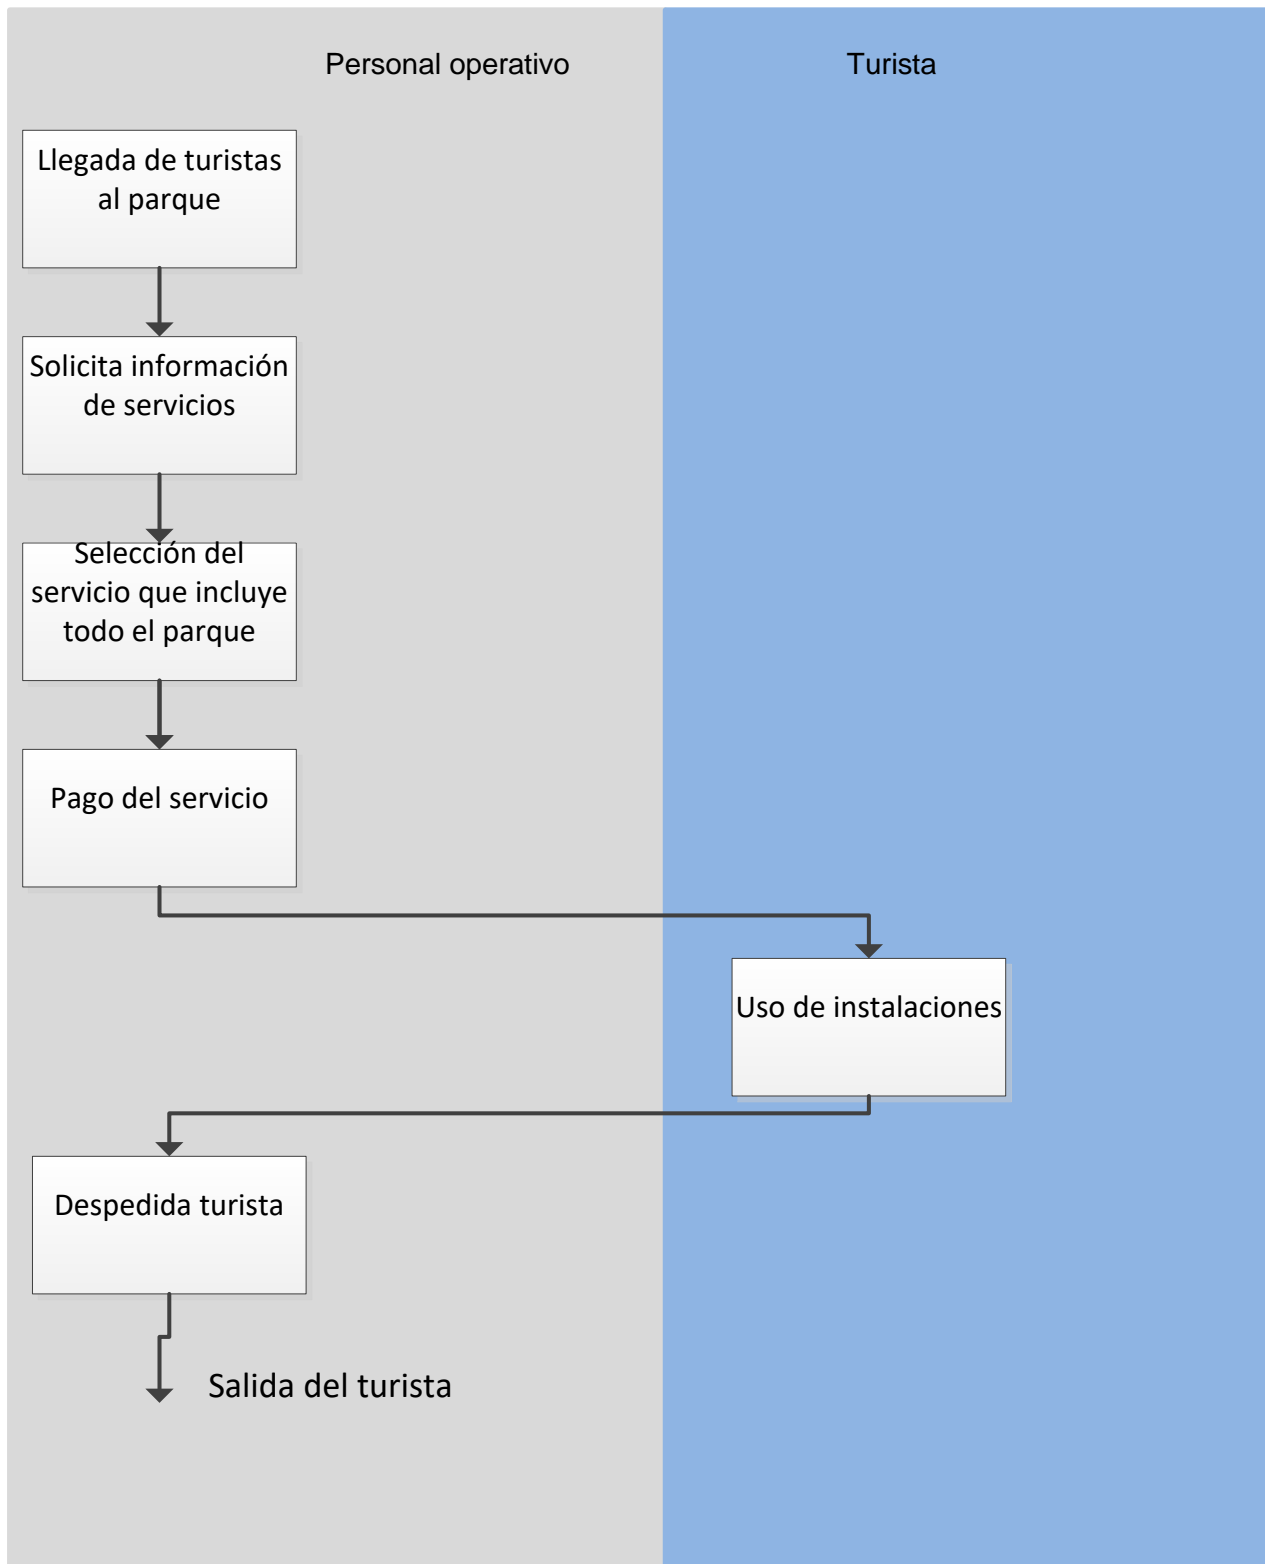 Personal operativo
Turista
Llegada de turistas
al parque
Solicita información
de servicios
Selección del
servicio que incluye
todo el parque
Pago del servicio
Uso de instalaciones
Despedida turista
Salida del turista